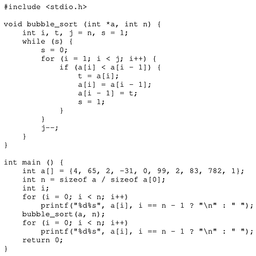 #include <stdio.h>

void bubble_sort (int *a, int n) {
    int i, t, j = n, s = 1;
    while (s) {
        s = 0;
        for (i = 1; i < j; i++) {
            if (a[i] < a[i - 1]) {
                t = a[i];
                a[i] = a[i - 1];
                a[i - 1] = t;
                s = 1;
            }
        }
        j--;
    }
}

int main () {
    int a[] = {4, 65, 2, -31, 0, 99, 2, 83, 782, 1};
    int n = sizeof a / sizeof a[0];
    int i;
    for (i = 0; i < n; i++)
        printf("%d%s", a[i], i == n - 1 ? "\n" : " ");
    bubble_sort(a, n);
    for (i = 0; i < n; i++)
        printf("%d%s", a[i], i == n - 1 ? "\n" : " ");
    return 0;
}